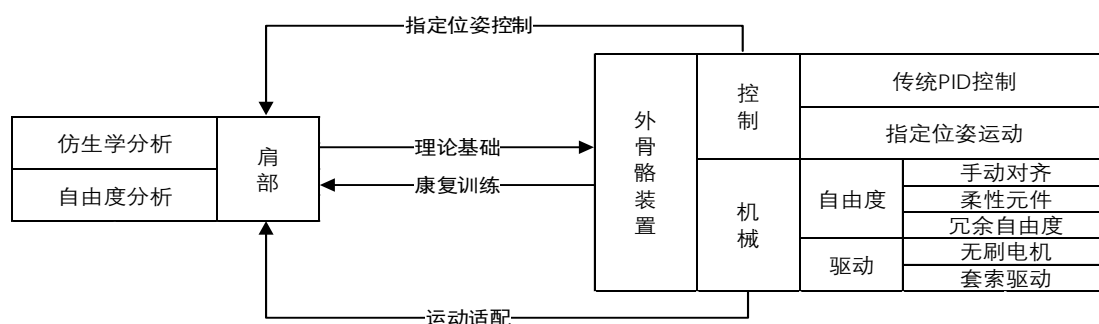 指定位姿控制
仿生学分析
自由度分析
肩部
理论基础
康复训练
外骨骼装置
控制
传统PID控制
指定位姿运动
机械
自由度
手动对齐
柔性元件
冗余自由度
驱动
无刷电机
套索驱动
运动适配